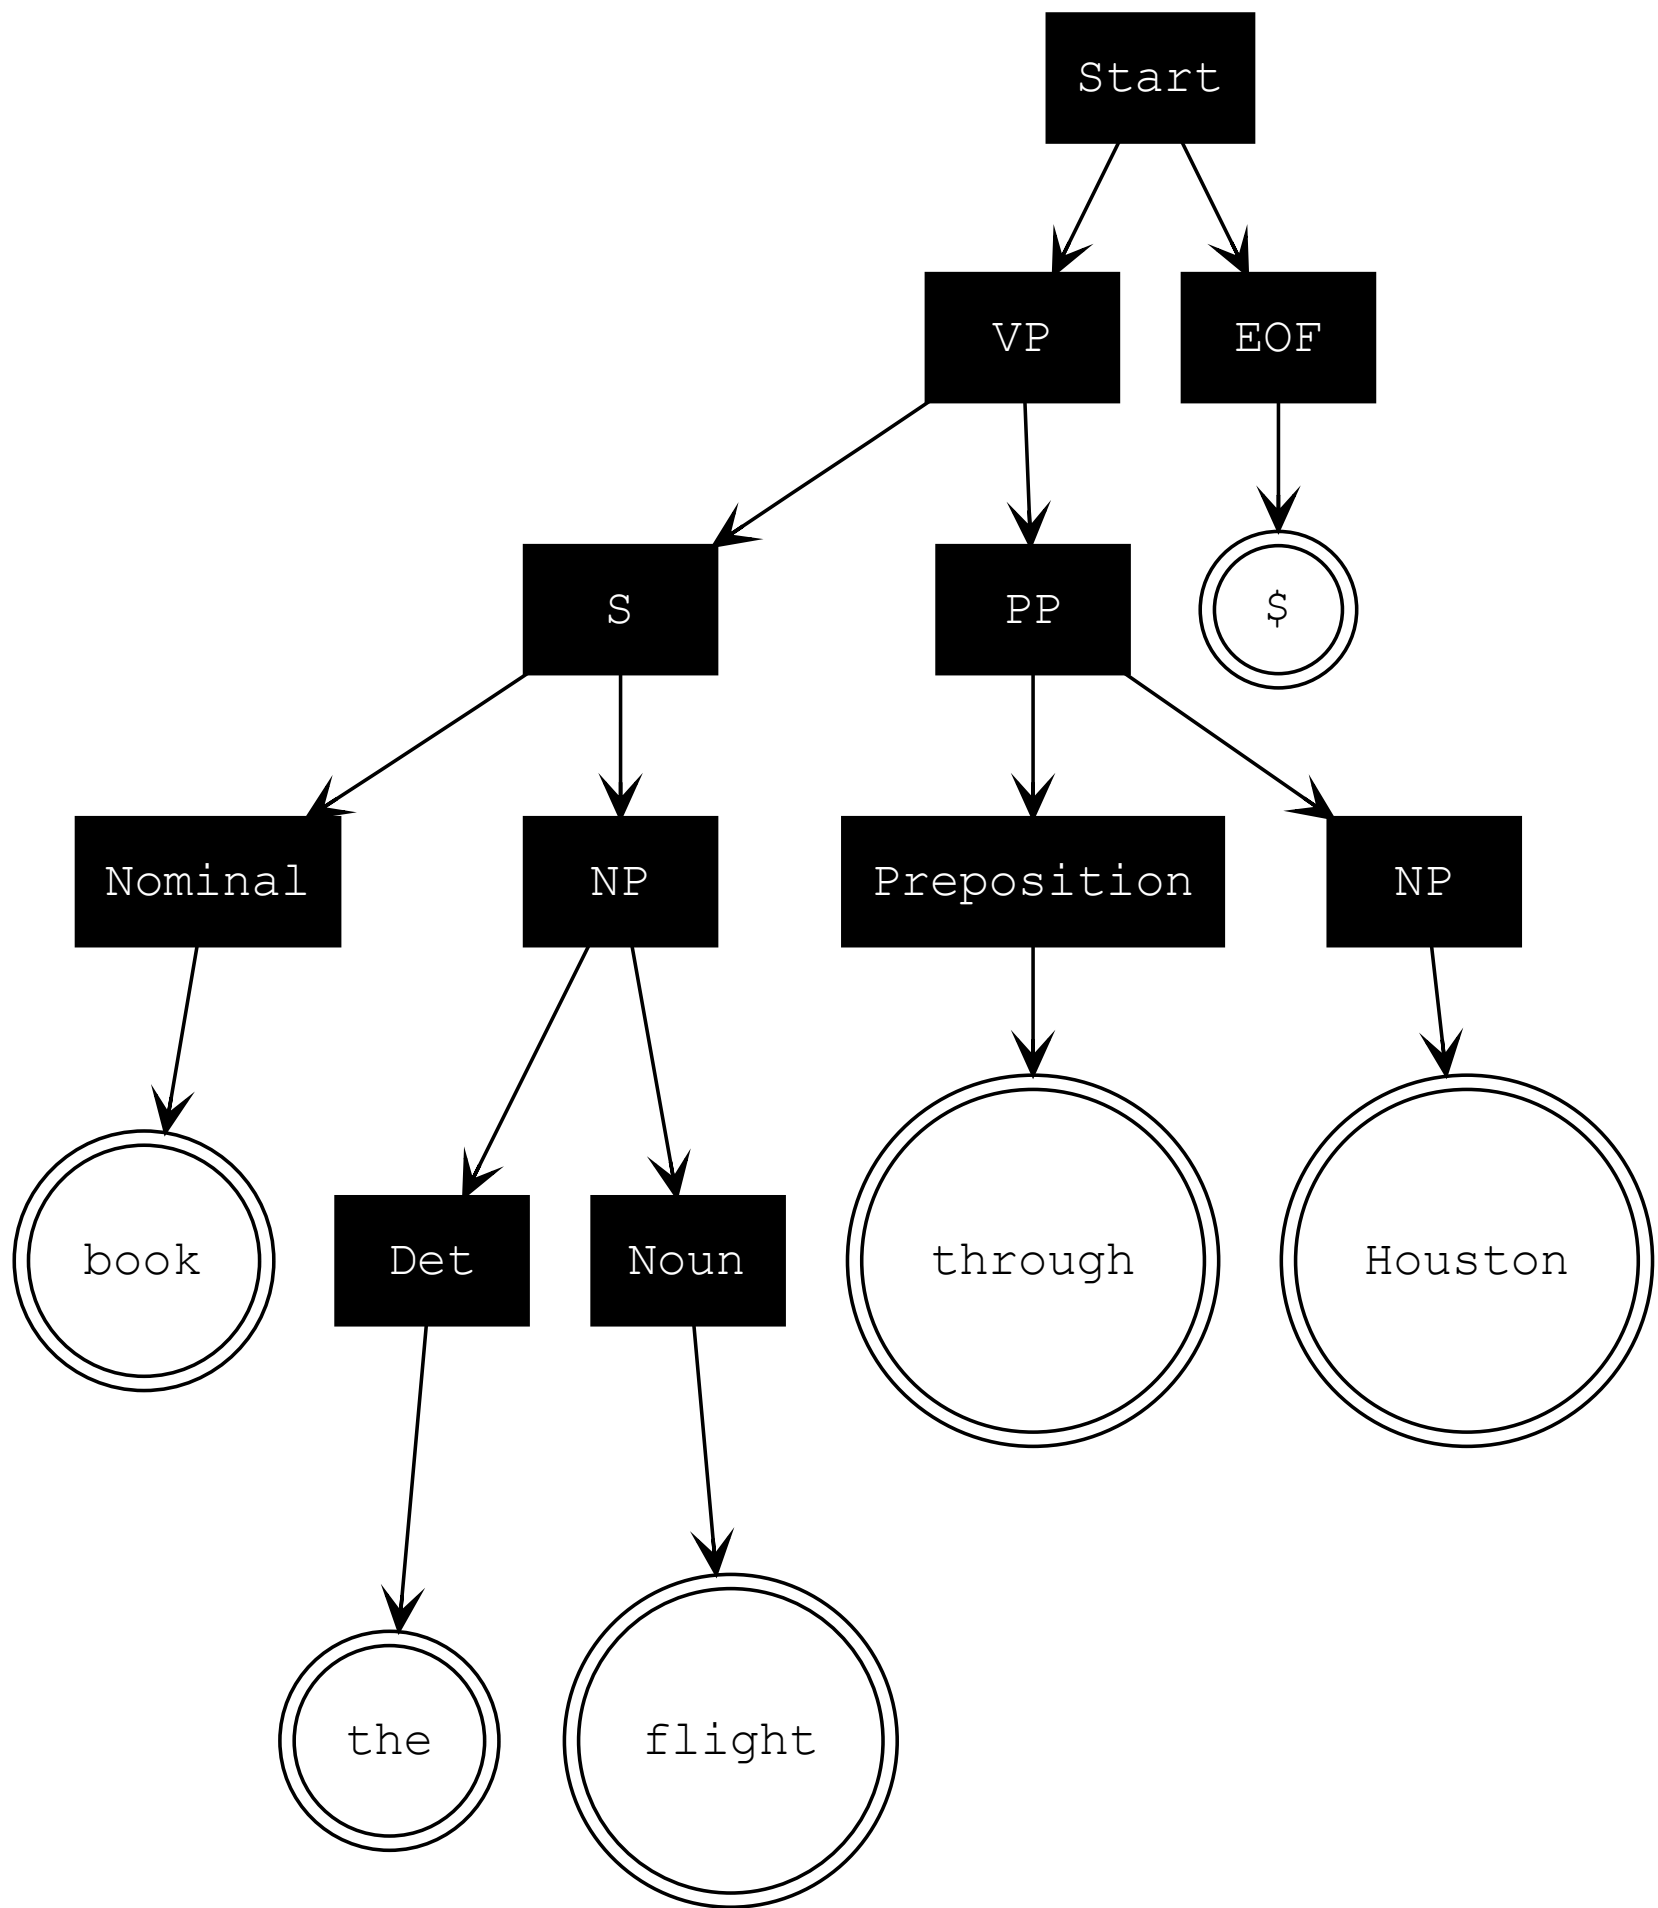 Start
VP EOF
S PP $
Nominal NP Preposition NP
book Det Noun through Houston
the flight